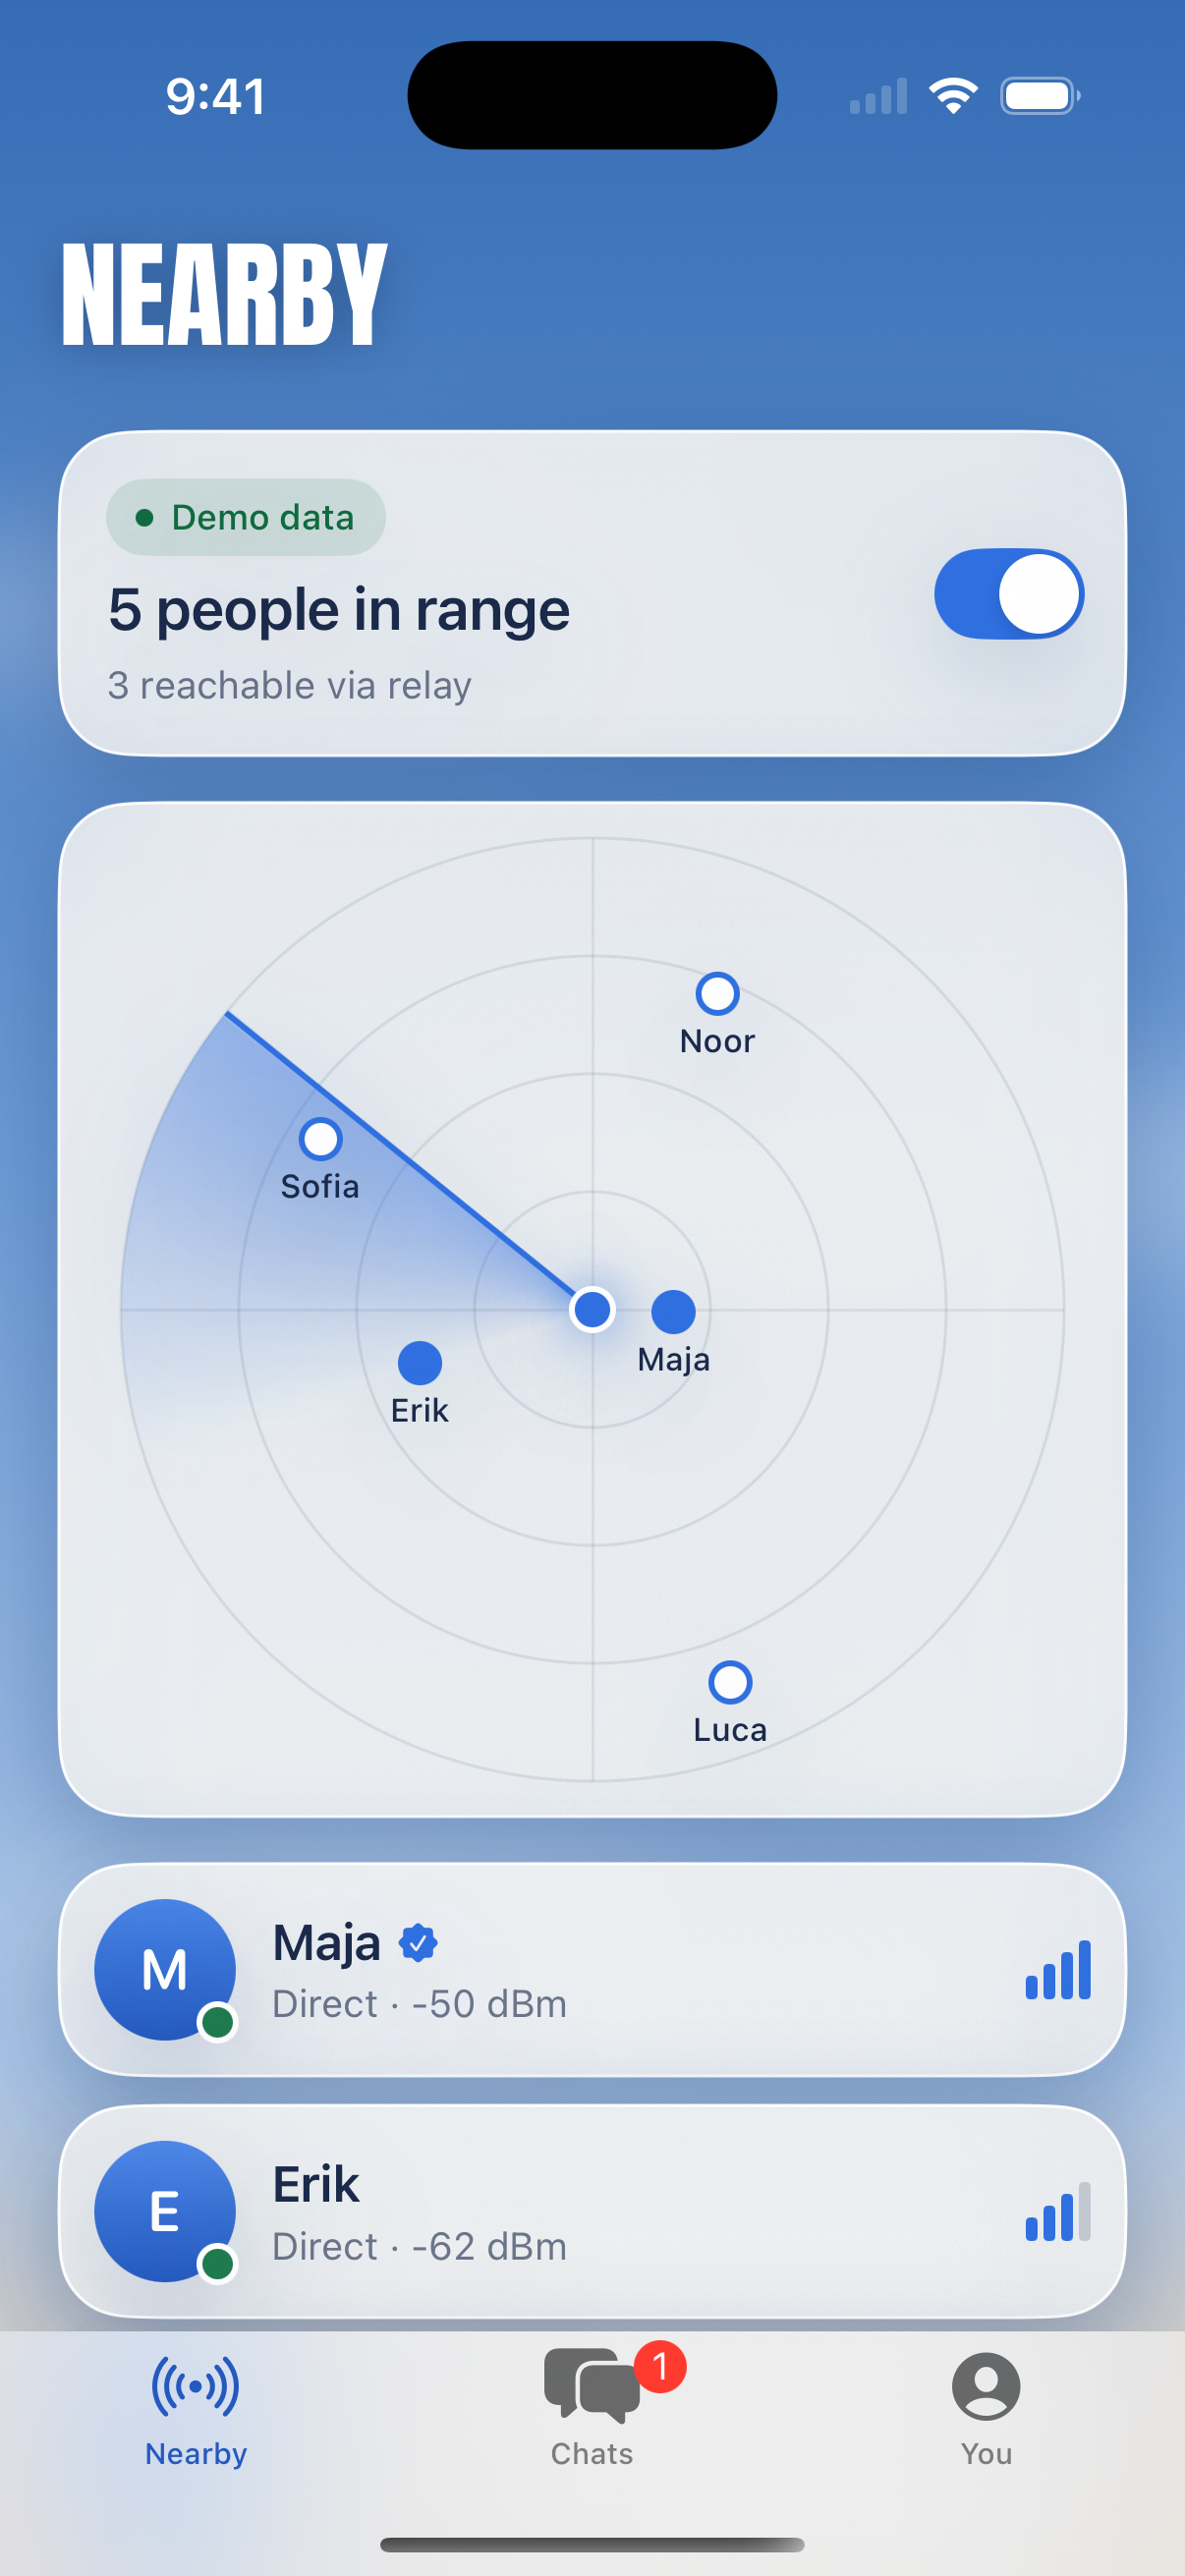 9:41
NEARBY
Demo data
5 people in range
3 reachable via relay
Noor
Sofia
Maja
Erik
Luca
M
Maja
Direct · -50 dBm
E
Erik
Direct · -62 dBm
1
Nearby
Chats
You